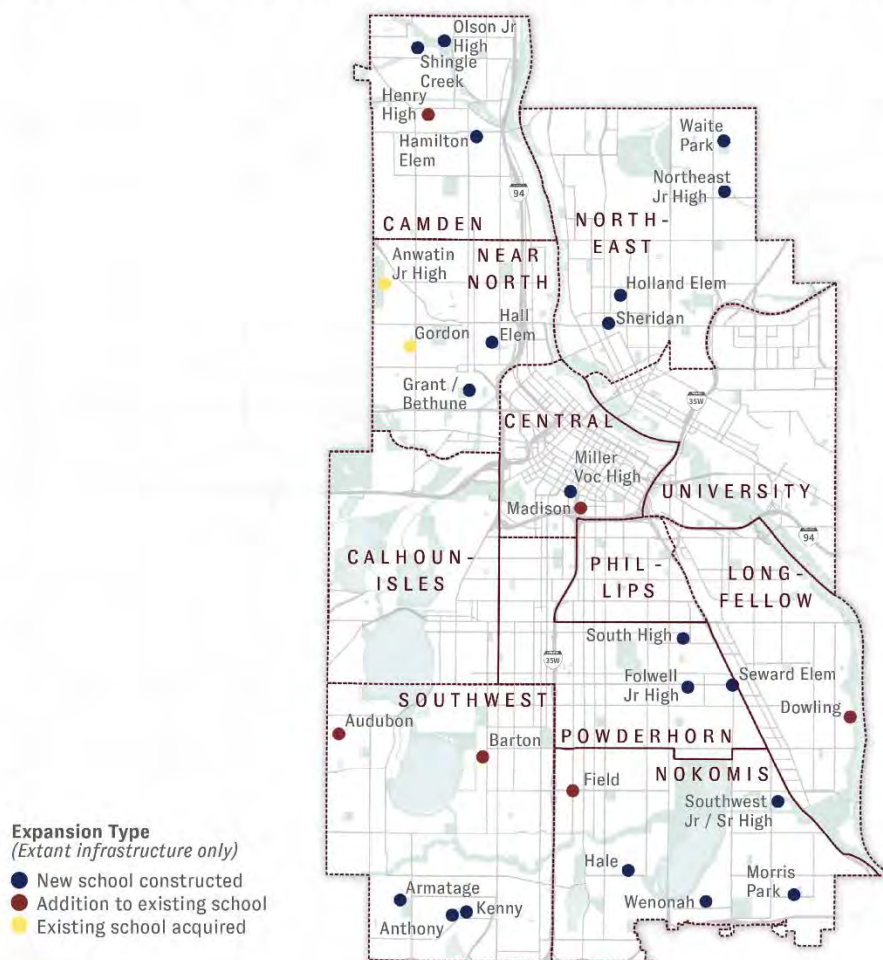 Olson Jr
High
Shingle
Creek
Henry
High
Hamilton
Elem
94
CAMDEN
Waite
Park
Northeast
Jr High
NORTH-
EAST
NEAR
NORTH
Anwatin
Jr High
Holland Elem
Sheridan
Hall
Elem
Gordon
Grant /
Bethune
35W
CENTRAL
Miller
Voc High
Madison
UNIVERSITY
94
CALHOUN-
ISLES
PHIL-
LIPS
LONG-
FELLOW
South High
35W
Folwell
Jr High
Seward Elem
SOUTHWEST
Dowling
Audubon
Barton
POWDERHORN
NOKOMIS
Field
Southwest
Jr / Sr High
Hale
Morris
Park
Wenonah
Armatage
Kenny
Anthony
Expansion Type
(Extant infrastructure only)
New school constructed
Addition to existing school
Existing school acquired